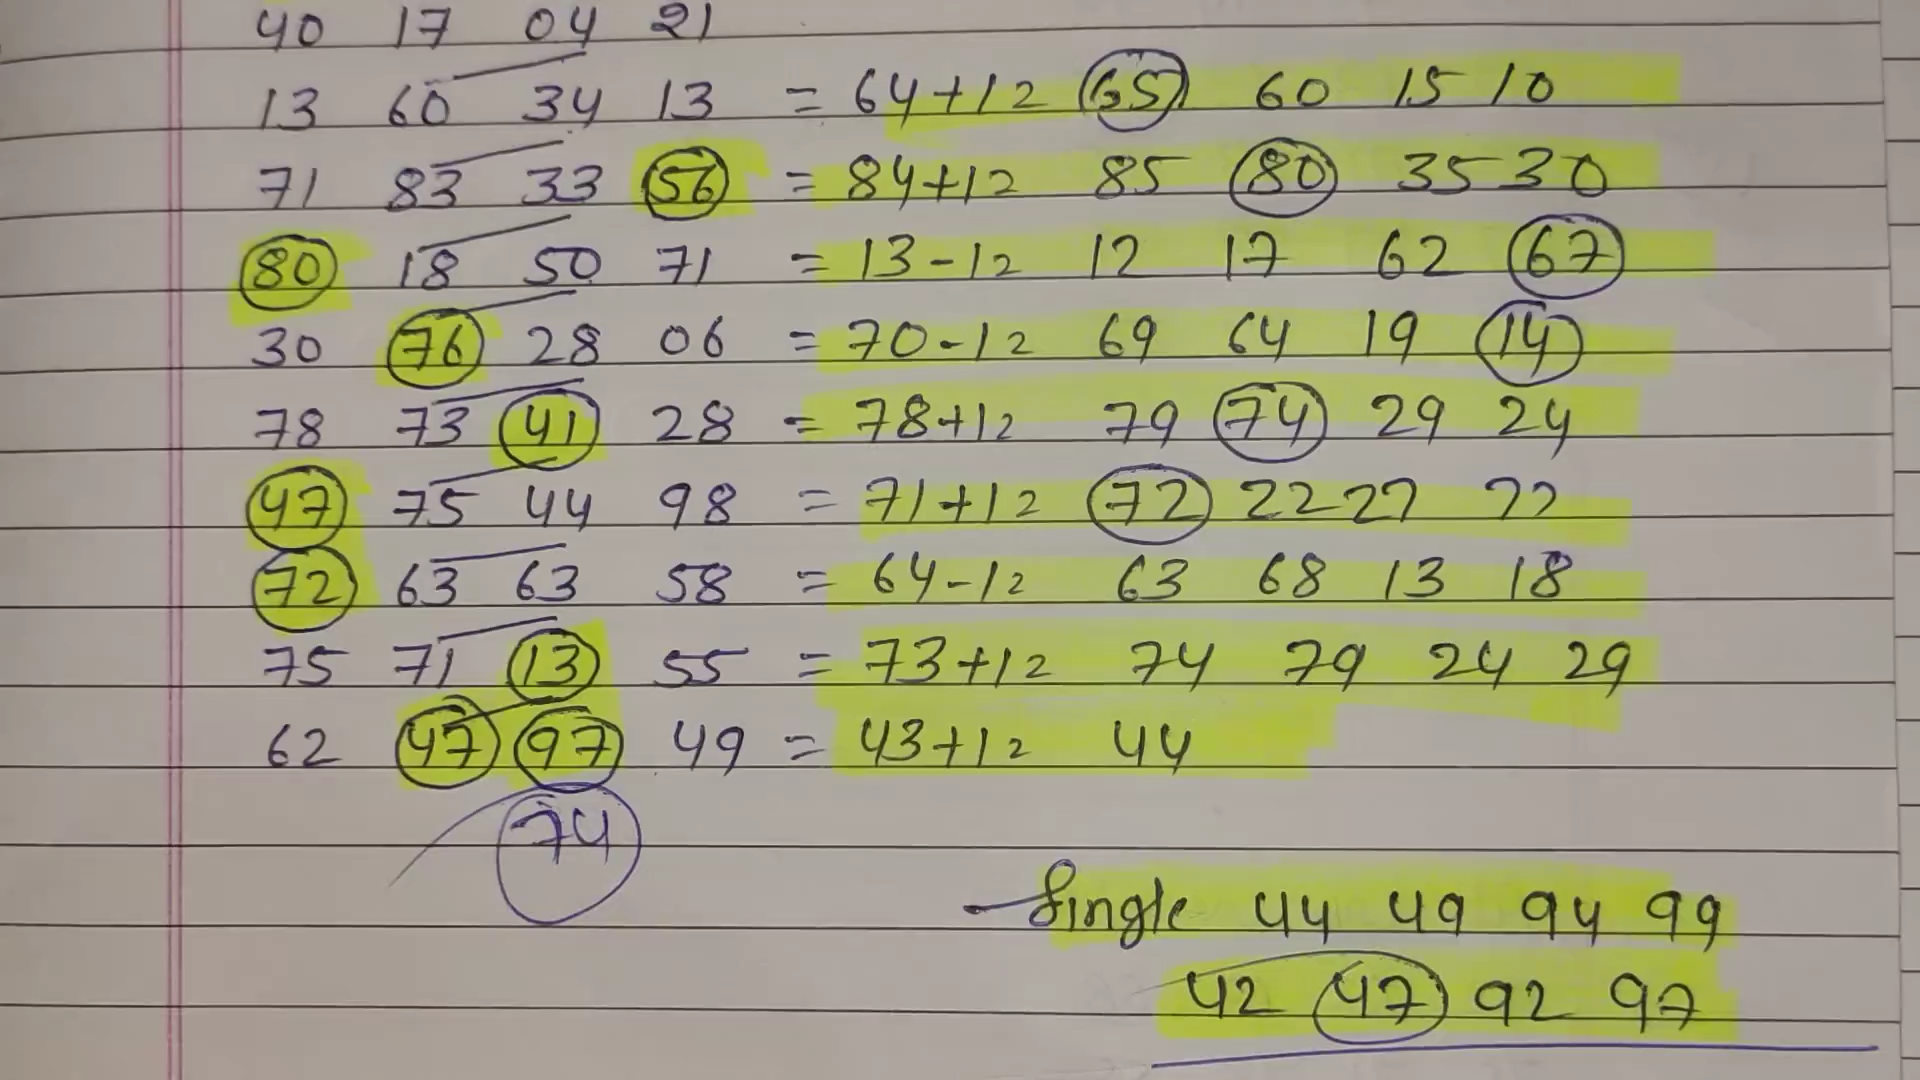 40 17 04 21
13 60 34 13 = 64+12 65 60 15 10
71 83 33 56 = 84+12 85 80 35 30
80 18 50 71 = 13-12 12 17 62 67
30 76 28 06 = 70-12 69 64 19 14
78 73 41 28 = 78+12 79 74 29 24
47 75 44 98 = 71+12 72 22 27 77
72 63 63 58 = 64-12 63 68 13 18
75 71 13 55 = 73+12 74 79 24 29
62 47 97 49 = 43+12 44
74
- Single 44 49 94 99
42 47 92 97